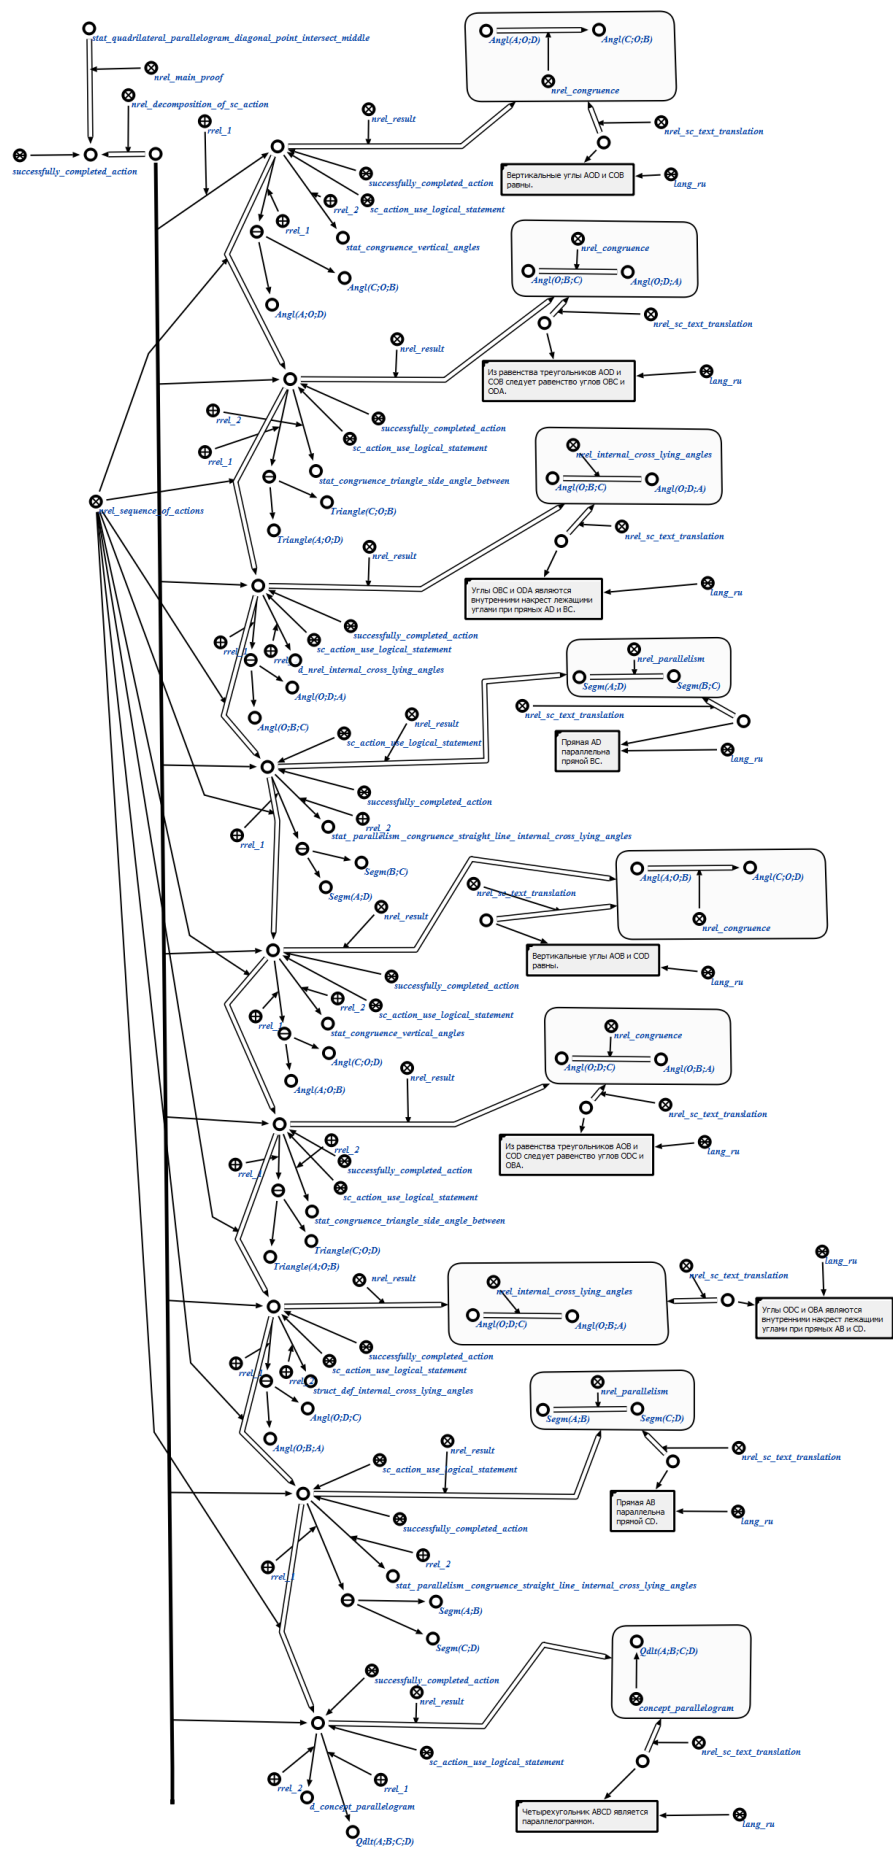 stat_quadrilateral_parallelogram_diagonal_point_intersect_middle
nrel_main_proof
nrel_decomposition_of_sc_action
rrel_1
successfully_completed_action
nrel_result
Angl(A;O;D)
Angl(C;O;B)
nrel_congruence
nrel_sc_text_translation
Вертикальные углы AOD и COB
равны.
lang_ru
successfully_completed_action
rrel_2
sc_action_use_logical_statement
rrel_1
stat_congruence_vertical_angles
Angl(C;O;B)
Angl(A;O;D)
nrel_congruence
Angl(O;B;C)
Angl(O;D;A)
nrel_sc_text_translation
nrel_result
Из равенства треугольников AOD и
COB следует равенство углов OBC и
ODA.
lang_ru
rrel_2
successfully_completed_action
sc_action_use_logical_statement
rrel_1
stat_congruence_triangle_side_angle_between
Triangle(C;O;B)
Triangle(A;O;D)
nrel_sequence_of_actions
nrel_internal_cross_lying_angles
Angl(O;B;C)
Angl(O;D;A)
nrel_sc_text_translation
nrel_result
Углы OBC и ODA являются
внутренними накрест лежащими
углами при прямых AD и BC.
lang_ru
successfully_completed_action
sc_action_use_logical_statement
rrel_1
rrel_
d_nrel_internal_cross_lying_angles
Angl(O;D;A)
Angl(O;B;C)
nrel_parallelism
Segm(A;D)
Segm(B;C)
nrel_sc_text_translation
nrel_result
sc_action_use_logical_statement
Прямая AD
параллельна
прямой BC.
lang_ru
successfully_completed_action
rrel_2
rrel_1
stat_parallelism_congruence_straight_line_internal_cross_lying_angles
Segm(B;C)
Segm(A;D)
Angl(A;O;B)
Angl(C;O;D)
nrel_sc_text_translation
nrel_result
nrel_congruence
Вертикальные углы AOB и COD
равны.
lang_ru
successfully_completed_action
rrel_2
sc_action_use_logical_statement
rrel_1
stat_congruence_vertical_angles
Angl(C;O;D)
Angl(A;O;B)
nrel_congruence
Angl(O;D;C)
Angl(O;B;A)
nrel_result
nrel_sc_text_translation
Из равенства треугольников AOB и
COD следует равенство углов ODC и
OBA.
lang_ru
rrel_2
rrel_1
successfully_completed_action
sc_action_use_logical_statement
stat_congruence_triangle_side_angle_between
Triangle(C;O;D)
Triangle(A;O;B)
nrel_result
nrel_internal_cross_lying_angles
Angl(O;D;C)
Angl(O;B;A)
nrel_sc_text_translation
lang_ru
Углы ODC и OBA являются
внутренними накрест лежащими
углами при прямых AB и CD.
successfully_completed_action
sc_action_use_logical_statement
rrel_1
rrel_2
struct_def_internal_cross_lying_angles
Angl(O;D;C)
Angl(O;B;A)
nrel_parallelism
Segm(A;B)
Segm(C;D)
nrel_result
nrel_sc_text_translation
sc_action_use_logical_statement
Прямая AB
параллельна
прямой CD.
lang_ru
successfully_completed_action
rrel_2
rrel_1
stat_parallelism_congruence_straight_line_internal_cross_lying_angles
Segm(A;B)
Segm(C;D)
Qdlt(A;B;C;D)
concept_parallelogram
successfully_completed_action
nrel_result
nrel_sc_text_translation
sc_action_use_logical_statement
rrel_2
rrel_1
d_concept_parallelogram
Qdlt(A;B;C;D)
Четырехугольник ABCD является
параллелограммом.
lang_ru